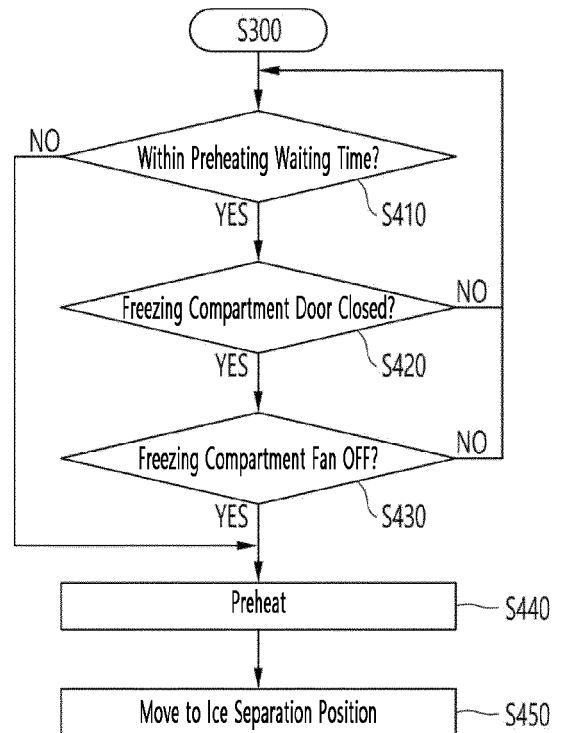 S300
Within Preheating Waiting Time?
NO
YES
S410
Freezing Compartment Door Closed?
NO
YES
S420
Freezing Compartment Fan OFF?
NO
YES
S430
Preheat
S440
Move to Ice Separation Position
S450